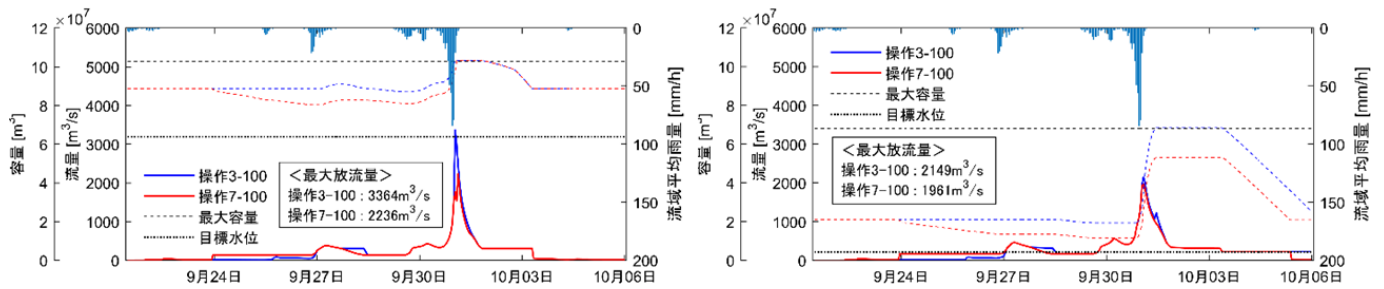 ×10⁷
12
10
8
6
4
2
0
容量 [m³]
6000
5000
4000
3000
2000
1000
0
流量 [m³/s]
操作3-100
操作7-100
最大容量
目標水位
<最大放流量>
操作3-100：3364m³/s
操作7-100：2236m³/s
9月24日
9月27日
9月30日
10月03日
10月06日
0
50
100
150
200
流域平均雨量 [mm/h]
×10⁷
12
10
8
6
4
2
0
容量 [m³]
6000
5000
4000
3000
2000
1000
0
流量 [m³/s]
操作3-100
操作7-100
最大容量
目標水位
<最大放流量>
操作3-100：2149m³/s
操作7-100：1961m³/s
9月24日
9月27日
9月30日
10月03日
10月06日
0
50
100
150
200
流域平均雨量 [mm/h]